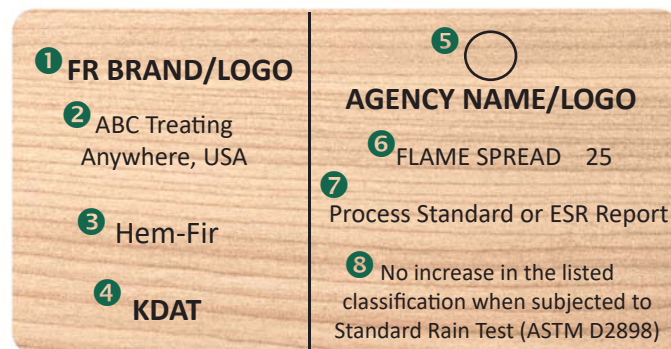 1 FR BRAND/LOGO
2 ABC Treating
Anywhere, USA
3 Hem-Fir
4 KDAT
5
AGENCY NAME/LOGO
6 FLAME SPREAD 25
7
Process Standard or ESR Report
8 No increase in the listed
classification when subjected to
Standard Rain Test (ASTM D2898)